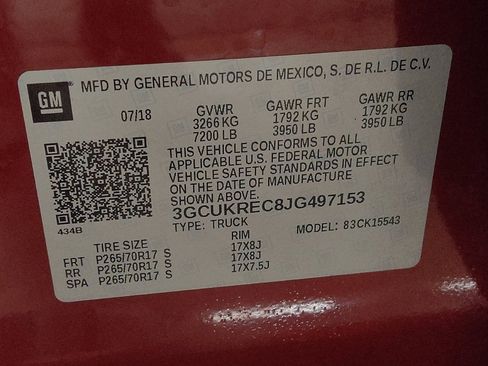 MFD BY GENERAL MOTORS DE MEXICO, S. DE R.L. DE C.V.
GM
07/18 GVWR GAWR FRT GAWR RR
3266 KG 1792 KG 1792 KG
7200 LB 3950 LB 3950 LB
THIS VEHICLE CONFORMS TO ALL
APPLICABLE U.S. FEDERAL MOTOR
VEHICLE SAFETY STANDARDS IN EFFECT
ON THE DATE OF MANUFACTURE
SHOWN ABOVE.
3GCUKREC8JG497153
434B
TYPE: TRUCK MODEL: 83CK15543
TIRE SIZE RIM
FRT P265/70R17 S 17X8J
RR P265/70R17 S 17X8J
SPA P265/70R17 S 17X7.5J